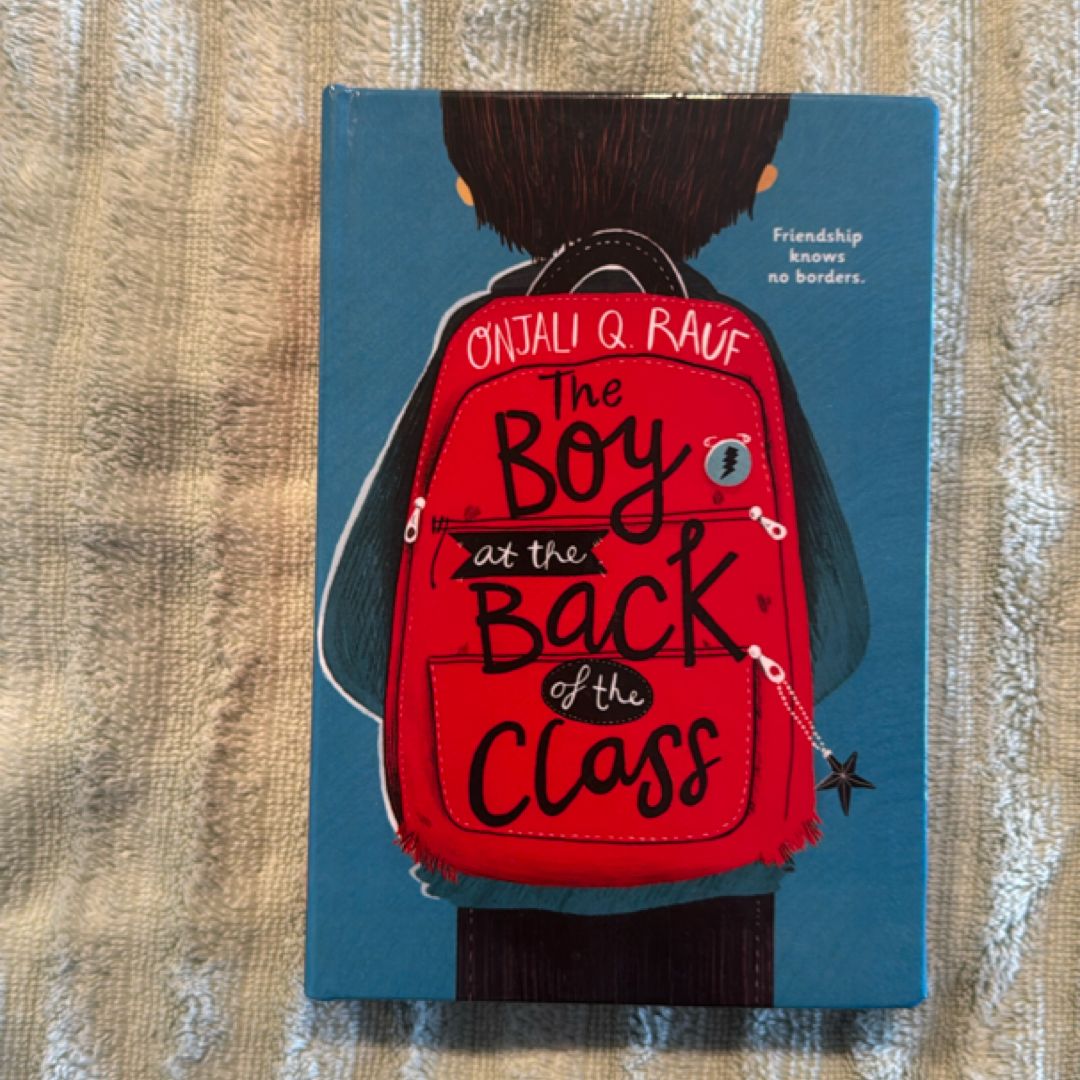 Friendship
knows
no borders.
ONJALI Q. RAÚF
The
Boy
at the
Back
of the
Class